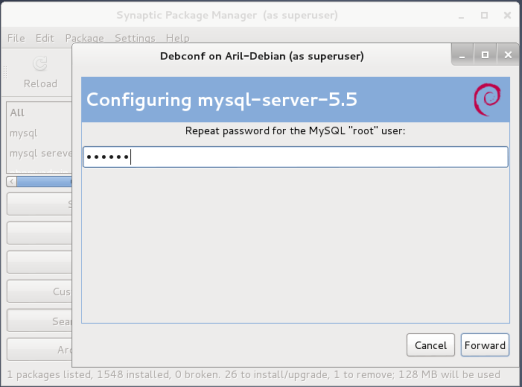 Synaptic Package Manager (as superuser)
File Edit Package Settings Help
Debconf on Aril-Debian (as superuser)
Reload
Configuring mysql-server-5.5
All
mysql
mysql sereve
Repeat password for the MySQL "root" user:
••••••
S
Cus
Sea
Arc
Cancel Forward
1 packages listed, 1548 installed, 0 broken. 26 to install/upgrade, 1 to remove; 128 MB will be used